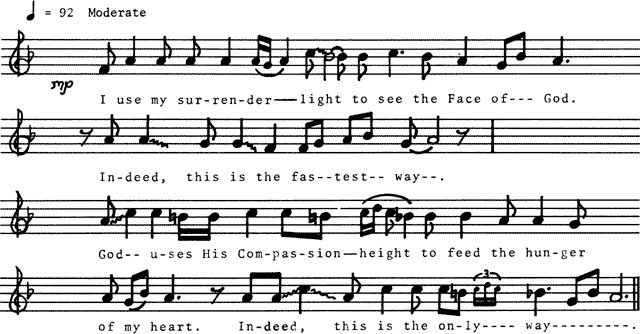 ♩ = 92 Moderate
mp
I use my sur-ren-der——light to see the Face of--- God.
In-deed, this is the fas--test-- way--.
God-- u-ses His Com-pas-sion—height to feed the hun-ger
3
of my heart. In-deed, this is the on-ly---- way---------.